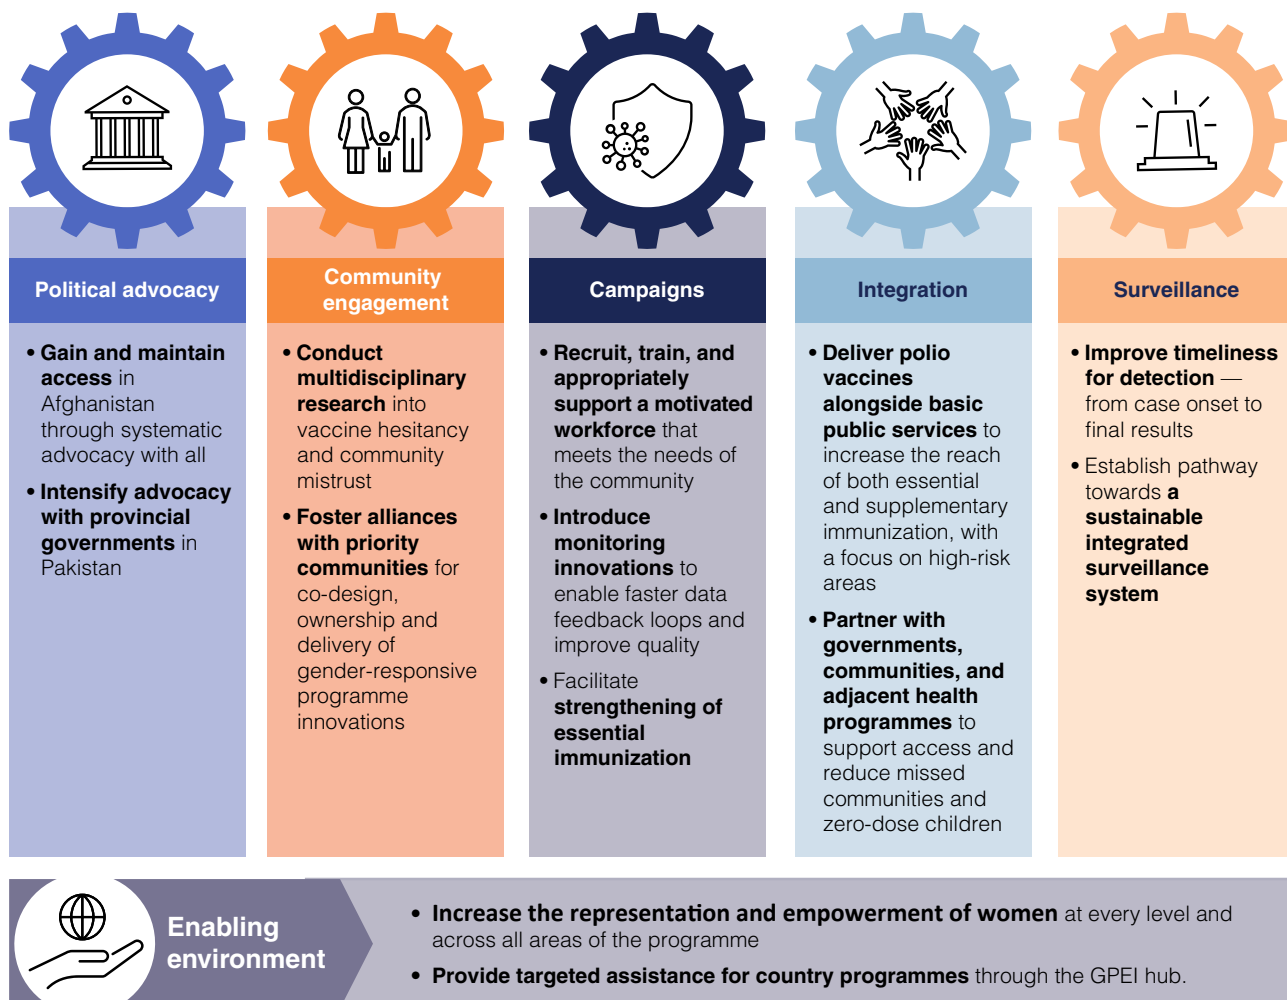 Political advocacy
• Gain and maintain
access in
Afghanistan
through systematic
advocacy with all
• Intensify advocacy
with provincial
governments in
Pakistan
Community
engagement
• Conduct
multidisciplinary
research into
vaccine hesitancy
and community
mistrust
• Foster alliances
with priority
communities for
co-design,
ownership and
delivery of
gender-responsive
programme
innovations
Campaigns
• Recruit, train, and
appropriately
support a motivated
workforce that
meets the needs of
the community
• Introduce
monitoring
innovations to
enable faster data
feedback loops and
improve quality
• Facilitate
strengthening of
essential
immunization
Integration
• Deliver polio
vaccines
alongside basic
public services to
increase the reach
of both essential
and supplementary
immunization, with
a focus on high-risk
areas
• Partner with
governments,
communities, and
adjacent health
programmes to
support access and
reduce missed
communities and
zero-dose children
Surveillance
• Improve timeliness
for detection —
from case onset to
final results
• Establish pathway
towards a
sustainable
integrated
surveillance
system
Enabling
environment
• Increase the representation and empowerment of women at every level and
across all areas of the programme
• Provide targeted assistance for country programmes through the GPEI hub.